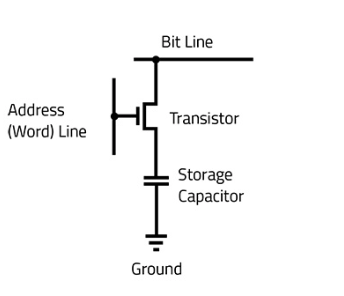 Bit Line
Address
(Word) Line
Transistor
Storage
Capacitor
Ground